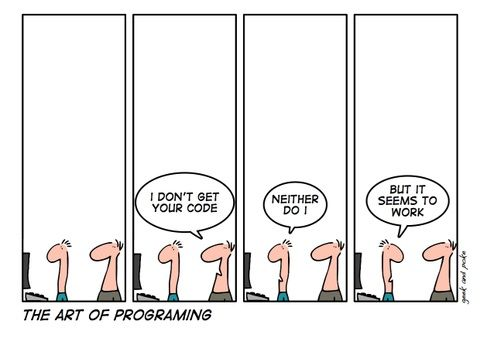 I DON'T GET
YOUR CODE
NEITHER
DO I
BUT IT
SEEMS TO
WORK
geek and poke
THE ART OF PROGRAMING